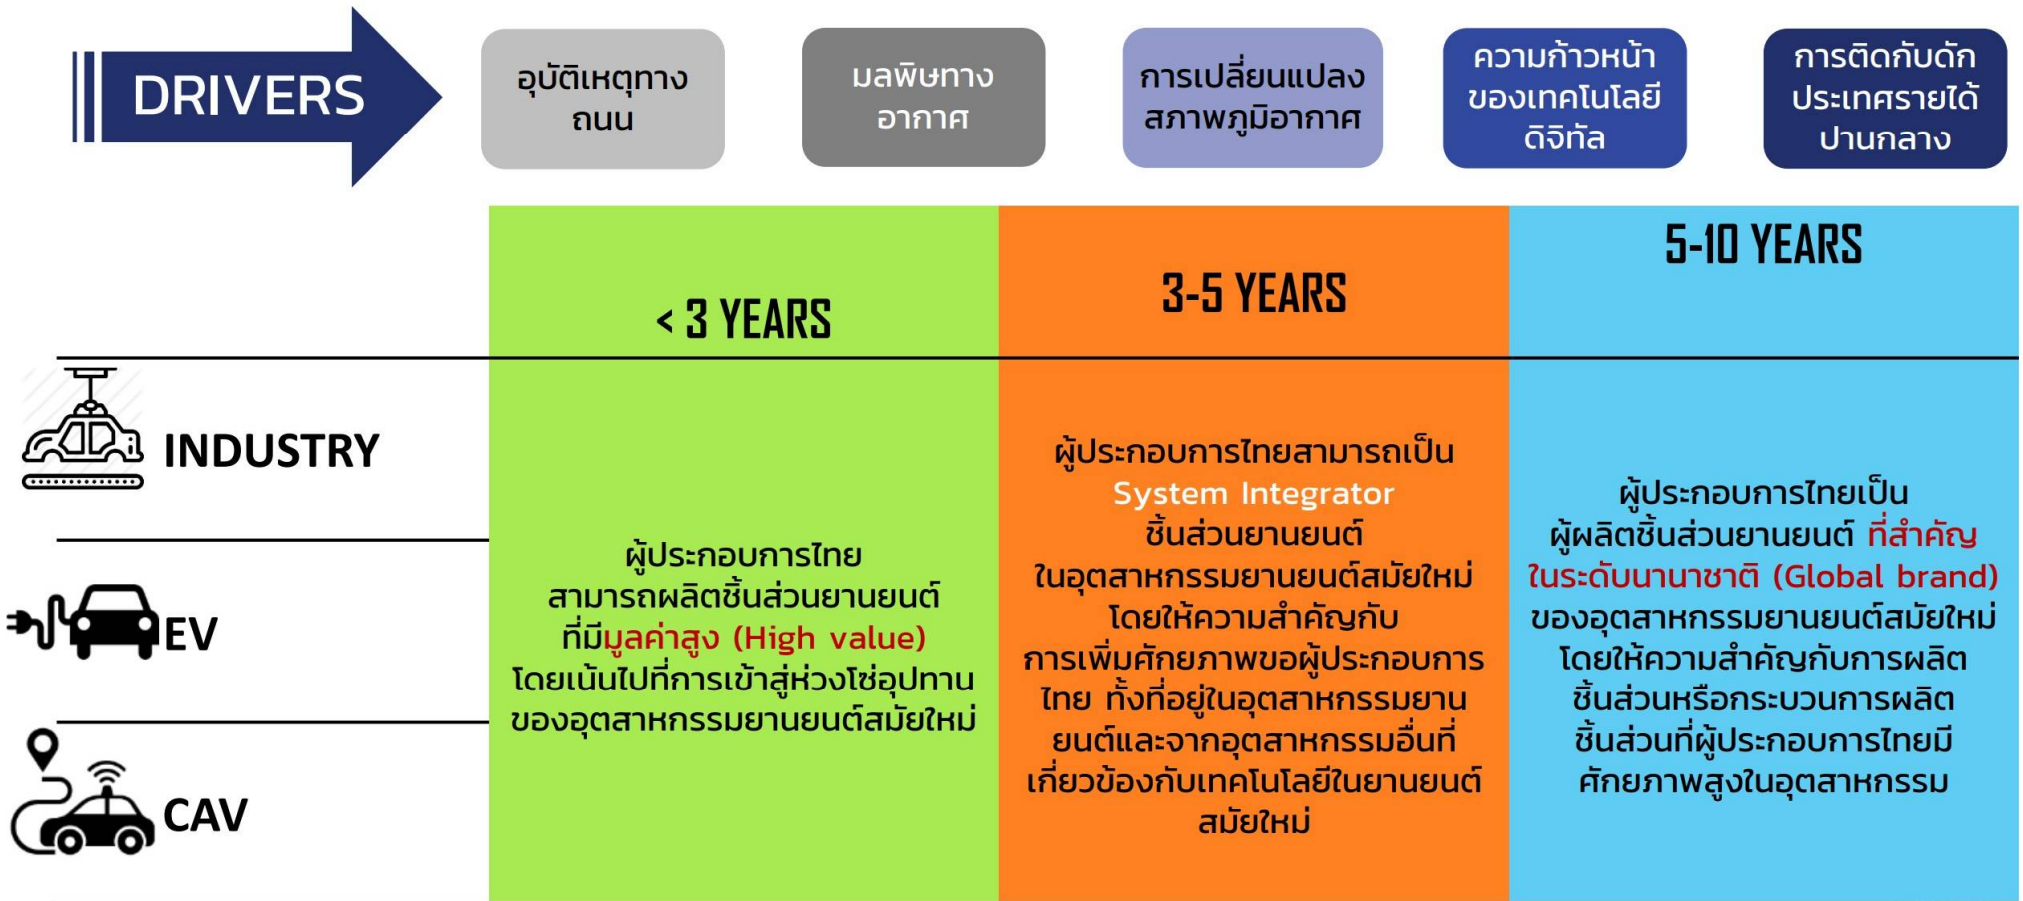 DRIVERS
อุบัติเหตุทาง
ถนน
มลพิษทาง
อากาศ
การเปลี่ยนแปลง
สภาพภูมิอากาศ
ความก้าวหน้า
ของเทคโนโลยี
ดิจิทัล
การติดกับดัก
ประเทศรายได้
ปานกลาง
< 3 YEARS
3-5 YEARS
5-10 YEARS
INDUSTRY
EV
CAV
ผู้ประกอบการไทย
สามารถผลิตชิ้นส่วนยานยนต์
ที่มีมูลค่าสูง (High value)
โดยเน้นไปที่การเข้าสู่ห่วงโซ่อุปทาน
ของอุตสาหกรรมยานยนต์สมัยใหม่
ผู้ประกอบการไทยสามารถเป็น
System Integrator
ชิ้นส่วนยานยนต์
ในอุตสาหกรรมยานยนต์สมัยใหม่
โดยให้ความสำคัญกับ
การเพิ่มศักยภาพขอผู้ประกอบการ
ไทย ทั้งที่อยู่ในอุตสาหกรรมยาน
ยนต์และจากอุตสาหกรรมอื่นที่
เกี่ยวข้องกับเทคโนโลยีในยานยนต์
สมัยใหม่
ผู้ประกอบการไทยเป็น
ผู้ผลิตชิ้นส่วนยานยนต์ ที่สำคัญ
ในระดับนานาชาติ (Global brand)
ของอุตสาหกรรมยานยนต์สมัยใหม่
โดยให้ความสำคัญกับการผลิต
ชิ้นส่วนหรือกระบวนการผลิต
ชิ้นส่วนที่ผู้ประกอบการไทยมี
ศักยภาพสูงในอุตสาหกรรม